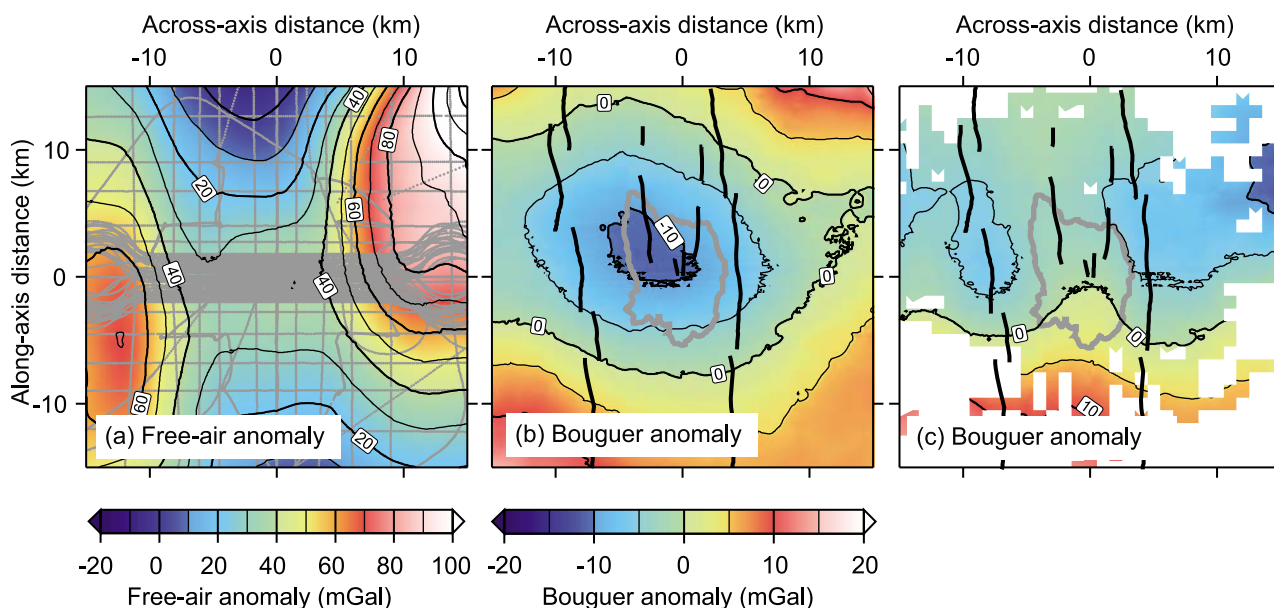 Across-axis distance (km)
Across-axis distance (km)
Across-axis distance (km)
-10 0 10
-10 0 10
-10 0 10
Along-axis distance (km)
10
0
-10
40
80
20
60
40
40
60
20
(a) Free-air anomaly
0
0
-10
0
0
0
(b) Bouguer anomaly
0
0
10
(c) Bouguer anomaly
-20 0 20 40 60 80 100
Free-air anomaly (mGal)
-20 -10 0 10 20
Bouguer anomaly (mGal)